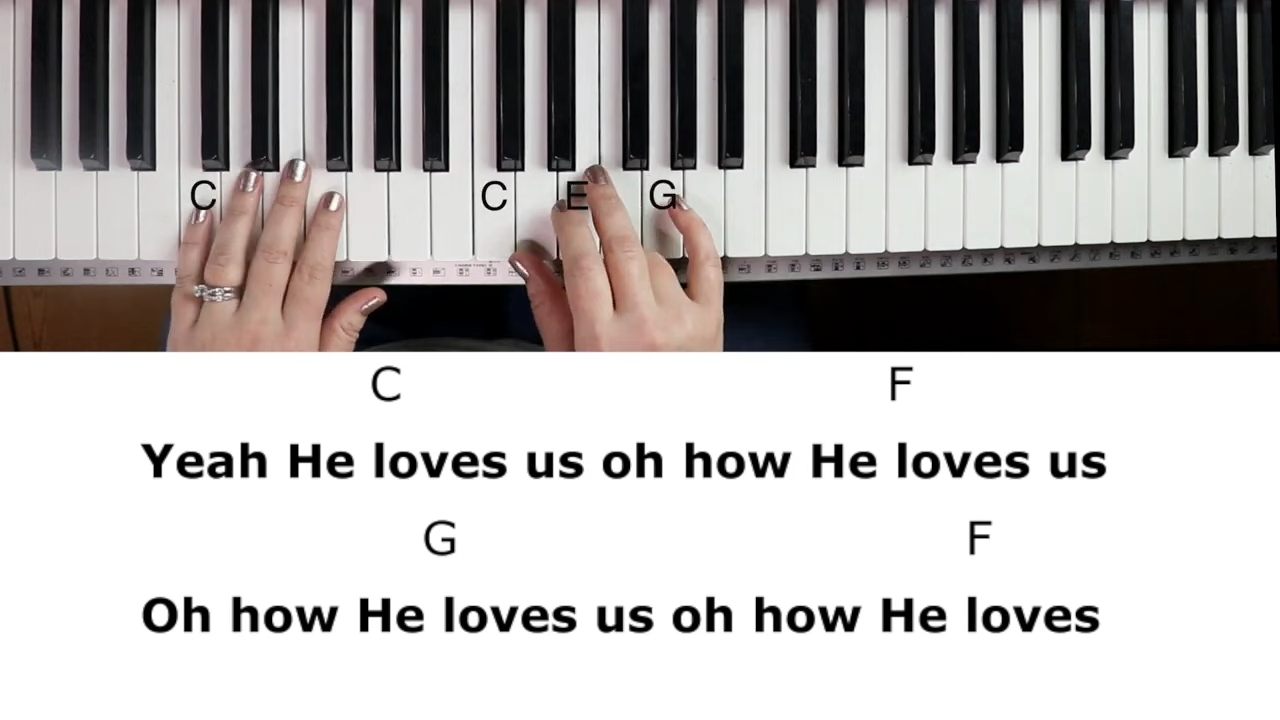 C C E G
C F
Yeah He loves us oh how He loves us
G F
Oh how He loves us oh how He loves